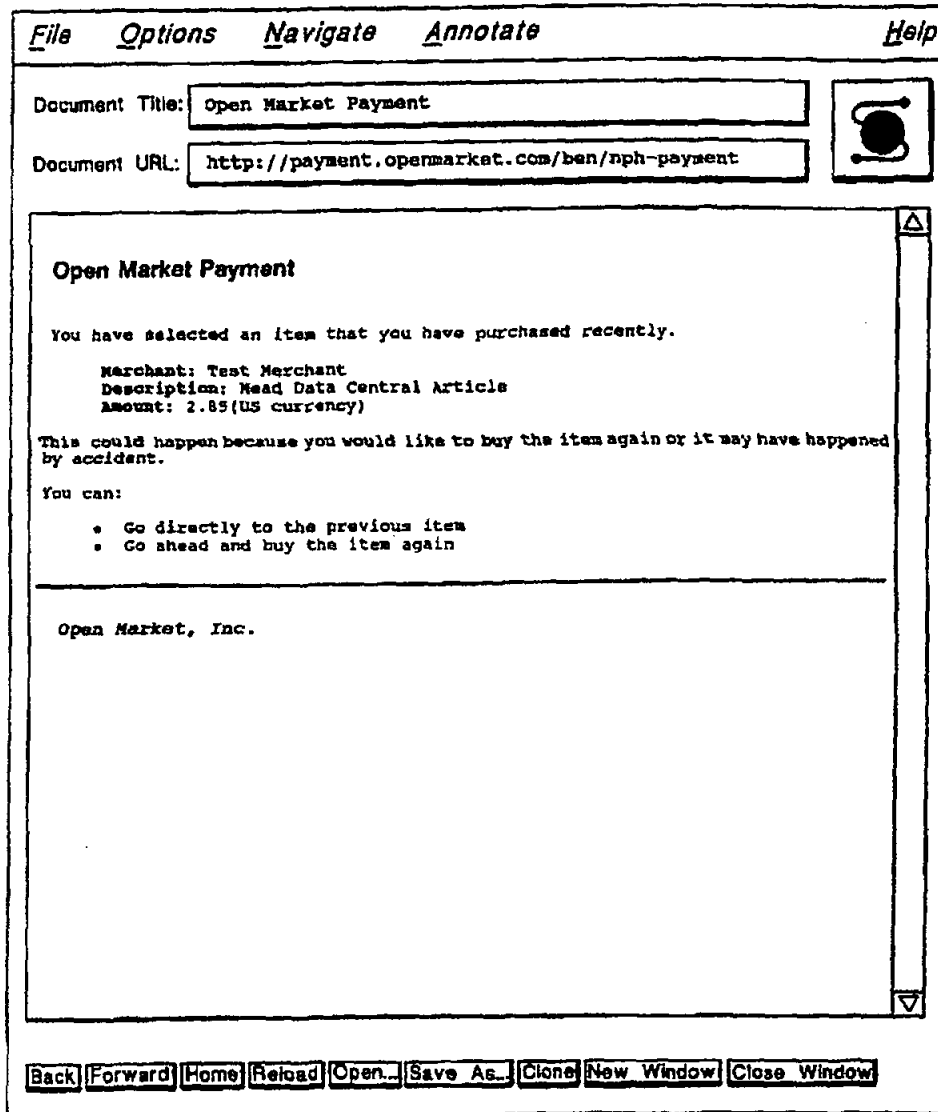 File Options Navigate Annotate Help
Document Title: Open Market Payment
Document URL: http://payment.openmarket.com/ben/nph-payment
Open Market Payment
You have selected an item that you have purchased recently.
Merchant: Test Merchant
Description: Mead Data Central Article
Amount: 2.85(US currency)
This could happen because you would like to buy the item again or it may have happened
by accident.
You can:
• Go directly to the previous item
• Go ahead and buy the item again
Open Market, Inc.
Back Forward Home Reload Open... Save As... Clone New Window Close Window